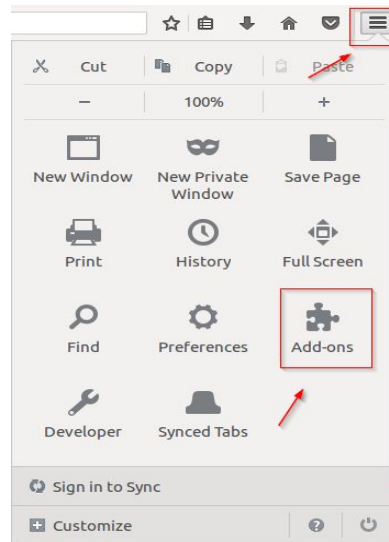 Cut Copy Paste
− 100% +
New Window New Private Save Page
Window
Print History Full Screen
Find Preferences Add-ons
Developer Synced Tabs
Sign in to Sync
Customize